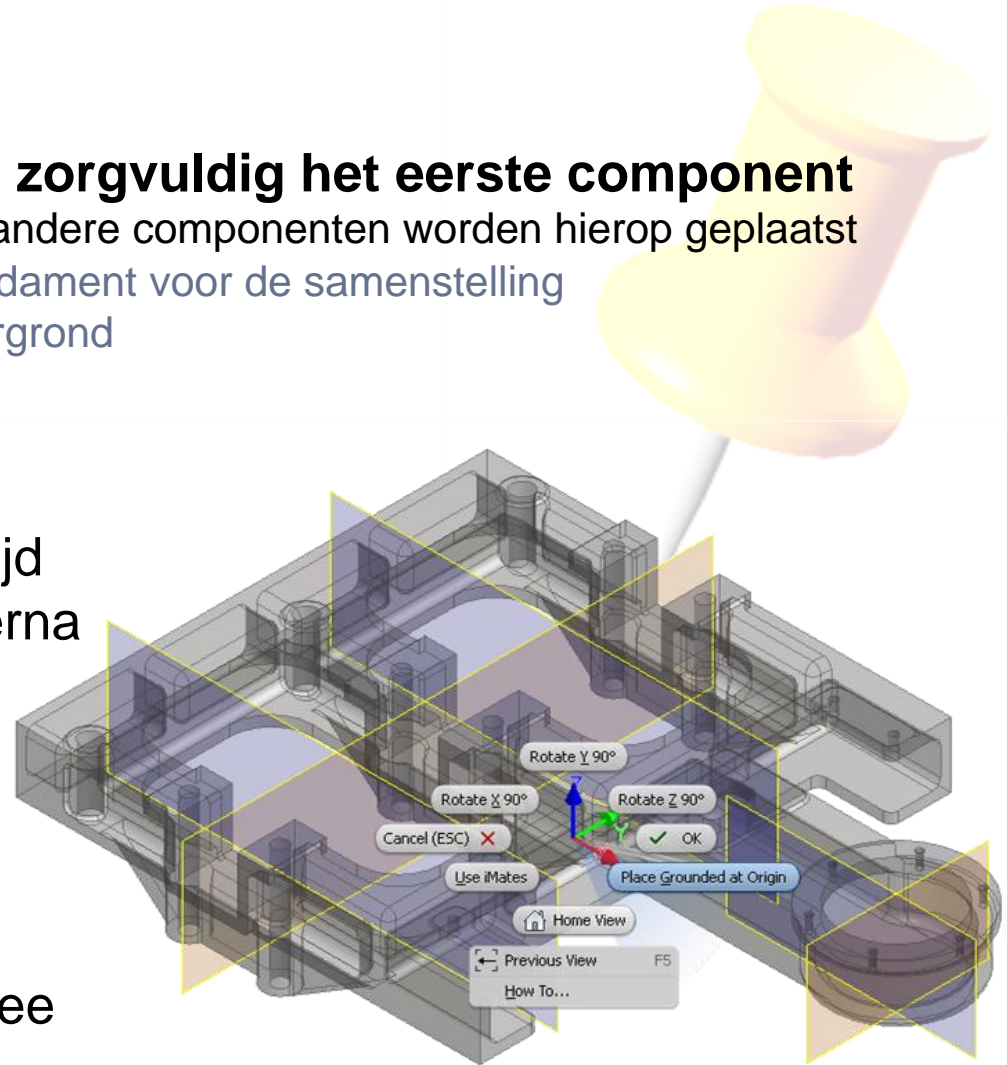 zorgvuldig het eerste component
andere componenten worden hierop geplaatst
dament voor de samenstelling
rgrond
jd
erna
Rotate Y 90°
Z
Rotate X 90°
Rotate Z 90°
Y
Cancel (ESC)
OK
Use iMates
Place Grounded at Origin
Home View
Previous View F5
How To...
ee